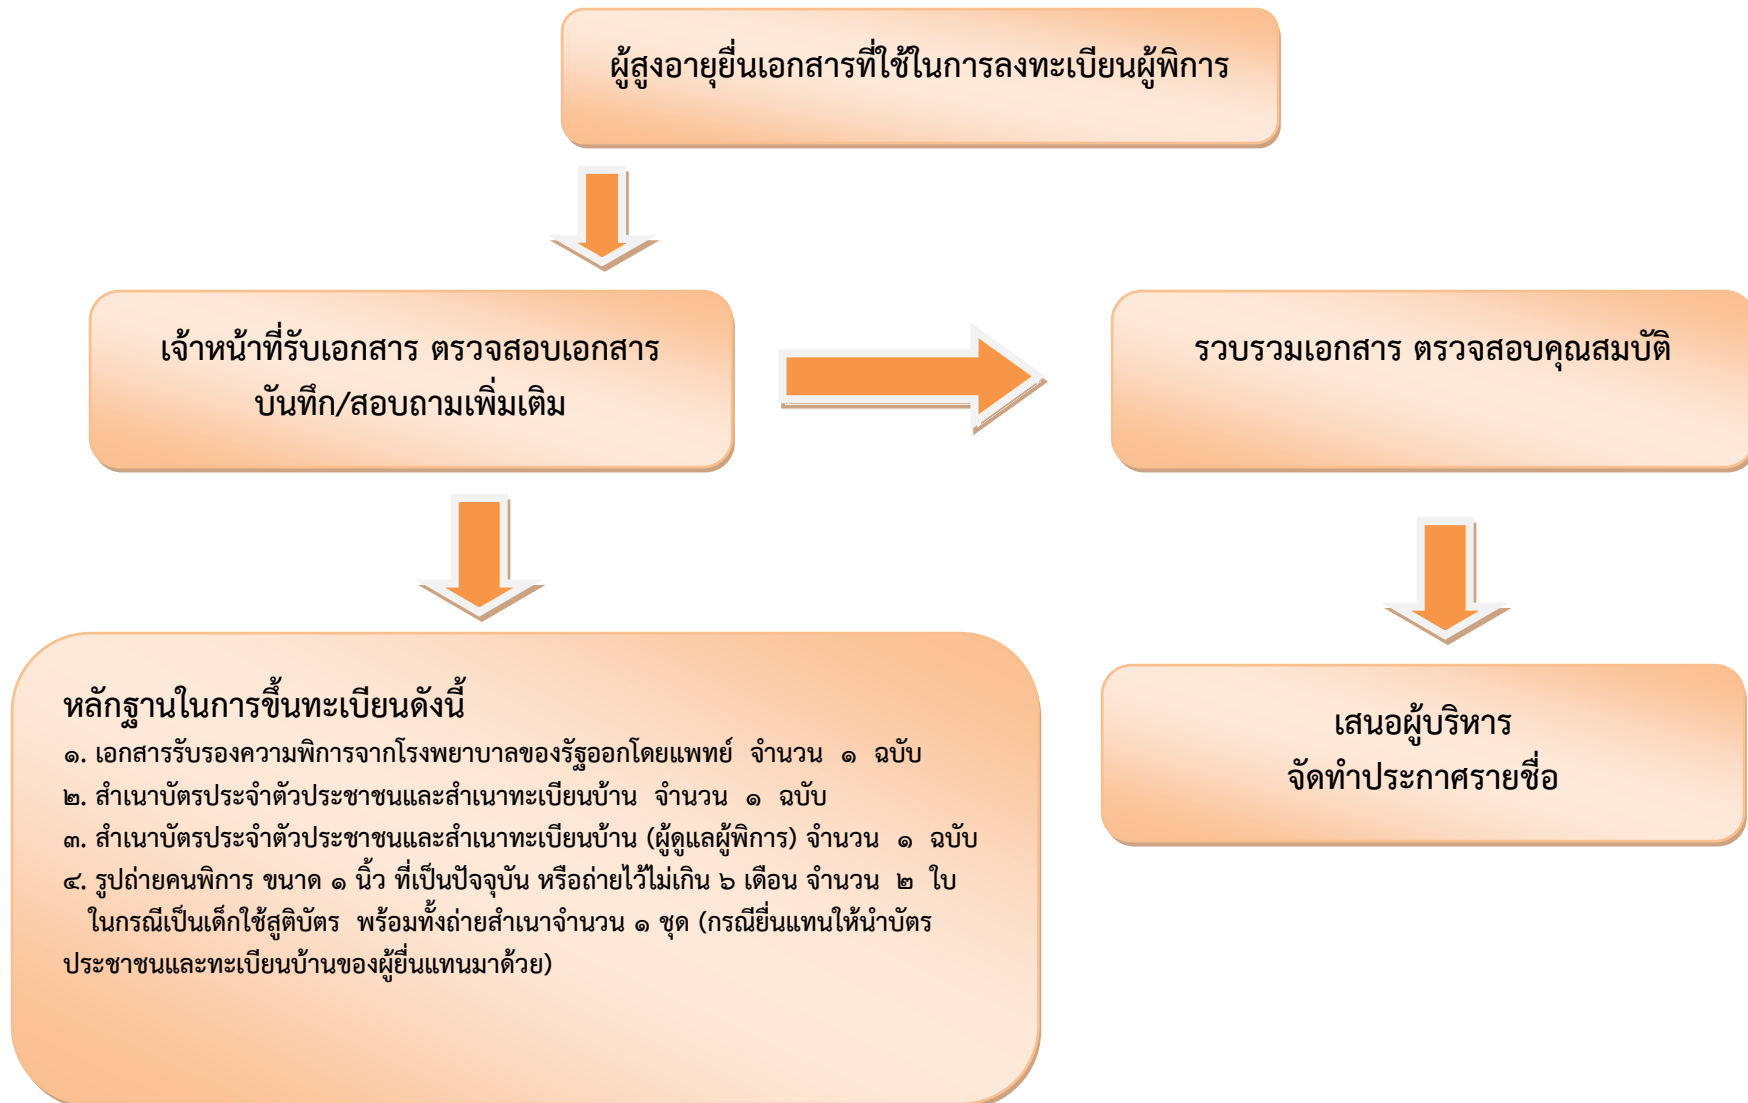 ผู้สูงอายุยื่นเอกสารที่ใช้ในการลงทะเบียนผู้พิการ
เจ้าหน้าที่รับเอกสาร ตรวจสอบเอกสาร
บันทึก/สอบถามเพิ่มเติม
รวบรวมเอกสาร ตรวจสอบคุณสมบัติ
หลักฐานในการขึ้นทะเบียนดังนี้
๑. เอกสารรับรองความพิการจากโรงพยาบาลของรัฐออกโดยแพทย์ จำนวน ๑ ฉบับ
๒. สำเนาบัตรประจำตัวประชาชนและสำเนาทะเบียนบ้าน จำนวน ๑ ฉบับ
๓. สำเนาบัตรประจำตัวประชาชนและสำเนาทะเบียนบ้าน (ผู้ดูแลผู้พิการ) จำนวน ๑ ฉบับ
๔. รูปถ่ายคนพิการ ขนาด ๑ นิ้ว ที่เป็นปัจจุบัน หรือถ่ายไว้ไม่เกิน ๖ เดือน จำนวน ๒ ใบ
ในกรณีเป็นเด็กใช้สูติบัตร พร้อมทั้งถ่ายสำเนาจำนวน ๑ ชุด (กรณียื่นแทนให้นำบัตร
ประชาชนและทะเบียนบ้านของผู้ยื่นแทนมาด้วย)
เสนอผู้บริหาร
จัดทำประกาศรายชื่อ